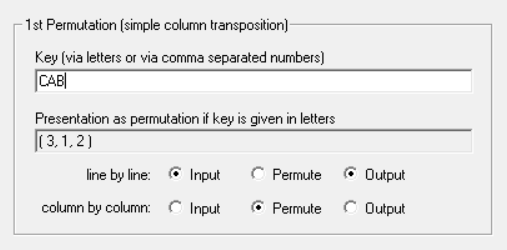 1st Permutation (simple column transposition)
Key (via letters or via comma separated numbers)
CAB
Presentation as permutation if key is given in letters
( 3, 1, 2 )
line by line: Input Permute Output
column by column: Input Permute Output